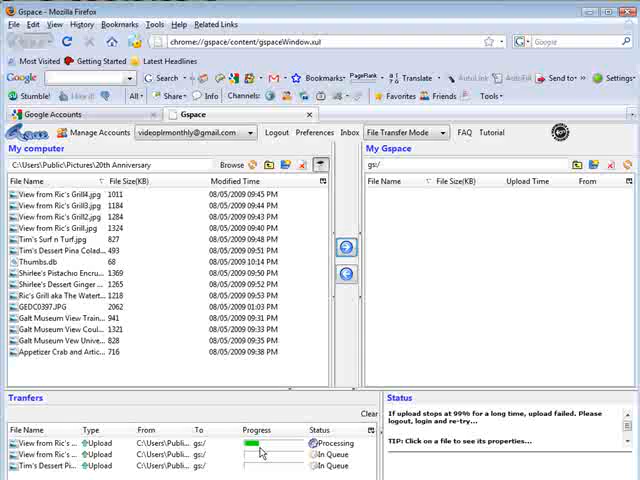 Gspace - Mozilla Firefox
File Edit View History Bookmarks Tools Help Related Links
chrome://gspace/content/gspaceWindow.xul Google
Most Visited Getting Started Latest Headlines
Google Search Bookmarks PageRank Translate AutoLink AutoFill Send to Settings
Stumble! I like it! All Share Info Channels: Favorites Friends Tools
Google Accounts Gspace
Gspace Manage Accounts videoplrmonthly@gmail.com Logout Preferences Inbox File Transfer Mode FAQ Tutorial
My computer My Gspace
C:\Users\Public\Pictures\20th Anniversary Browse gs:/
File Name File Size(KB) Modified Time File Name File Size(KB) Upload Time From
View from Ric's Grill4.jpg 1011 08/05/2009 09:45 PM
View from Ric's Grill3.jpg 1184 08/05/2009 09:44 PM
View from Ric's Grill2.jpg 1284 08/05/2009 09:43 PM
View from Ric's Grill.jpg 1324 08/05/2009 09:40 PM
Tim's Surf n Turf.jpg 827 08/05/2009 09:48 PM
Tim's Dessert Pina Colad... 493 08/05/2009 09:51 PM
Thumbs.db 68 08/05/2009 10:14 PM
Shirlee's Pistachio Encru... 1369 08/05/2009 09:50 PM
Shirlee's Dessert Ginger ... 1265 08/05/2009 09:52 PM
Ric's Grill aka The Watert... 1218 08/05/2009 09:53 PM
GEDC0397.JPG 2062 08/05/2009 01:03 PM
Galt Museum View Train... 941 08/05/2009 09:31 PM
Galt Museum View Coul... 1321 08/05/2009 09:33 PM
Galt Museum Vew Unive... 828 08/05/2009 09:35 PM
Appetizer Crab and Artic... 716 08/05/2009 09:38 PM
Tranfers Status
Clear
File Name Type From To Progress Status
View from Ric's ... Upload C:\Users\Publi... gs:/ Processing
View from Ric's ... Upload C:\Users\Publi... gs:/ In Queue
Tim's Dessert Pi... Upload C:\Users\Publi... gs:/ In Queue
If upload stops at 99% for a long time, upload failed. Please
logout, login and re-try...
TIP: Click on a file to see its properties...